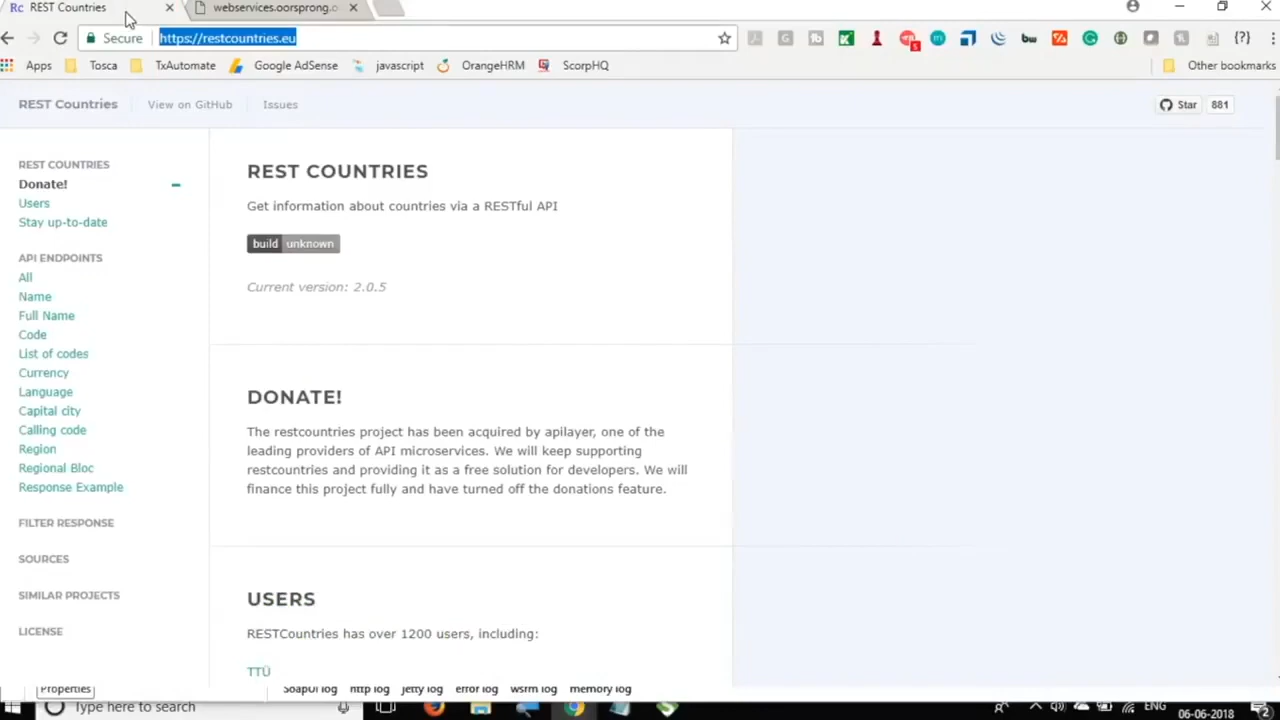 Rc REST Countries
webservices.oorsprong.o
Secure
https://restcountries.eu
Apps
Tosca
TxAutomate
Google AdSense
javascript
OrangeHRM
ScorpHQ
Other bookmarks
REST Countries
View on GitHub
Issues
Star
881
REST COUNTRIES
Donate!
Users
Stay up-to-date
API ENDPOINTS
All
Name
Full Name
Code
List of codes
Currency
Language
Capital city
Calling code
Region
Regional Bloc
Response Example
FILTER RESPONSE
SOURCES
SIMILAR PROJECTS
LICENSE
REST COUNTRIES
Get information about countries via a RESTful API
build unknown
Current version: 2.0.5
DONATE!
The restcountries project has been acquired by apilayer, one of the
leading providers of API microservices. We will keep supporting
restcountries and providing it as a free solution for developers. We will
finance this project fully and have turned off the donations feature.
USERS
RESTCountries has over 1200 users, including:
TTÜ
Properties
SoapUI log
http log
jetty log
error log
wsrm log
memory log
Type here to search
ENG
06-06-2018